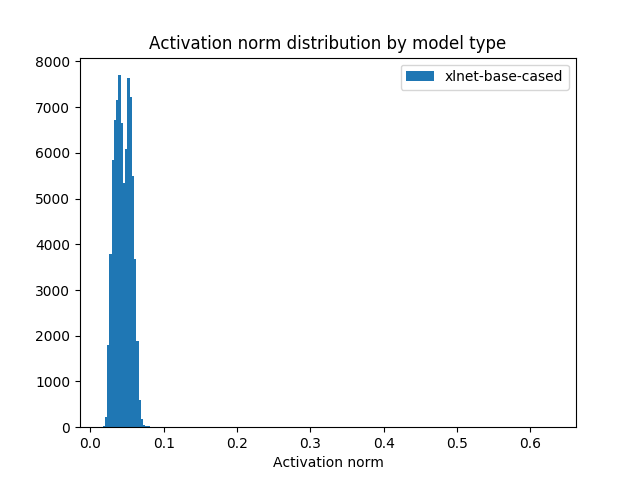 Activation norm distribution by model type
xlnet-base-cased
8000
7000
6000
5000
4000
3000
2000
1000
0
0.0 0.1 0.2 0.3 0.4 0.5 0.6
Activation norm